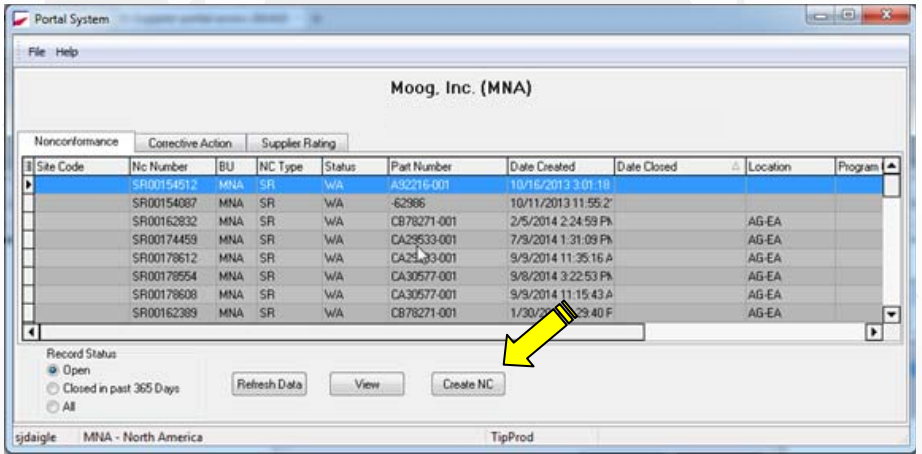 Portal System
File Help
Moog, Inc. (MNA)
Nonconformance Corrective Action Supplier Rating
Site Code Nc Number BU NC Type Status Part Number Date Created Date Closed Location Program
SR00154512 MNA SR WA A92216-001 10/16/2013 3:01:18
SR00154087 MNA SR WA -62986 10/11/2013 11:55:2
SR00162832 MNA SR WA CB78271-001 2/5/2014 2:24:59 PM AG-EA
SR00174459 MNA SR WA CA29533-001 7/9/2014 1:31:09 PM AG-EA
SR00178612 MNA SR WA 9/9/2014 11:35:16 A AG-EA
SR00178554 MNA SR WA CA30577-001 9/8/2014 3:22:53 PM AG-EA
SR00178608 MNA SR WA CA30577-001 9/9/2014 11:15:43 A AG-EA
SR00162389 MNA SR WA CB78271-001 AG-EA
Record Status
Open
Closed in past 365 Days
All
Refresh Data View Create NC
sjdaigle MNA - North America TipProd